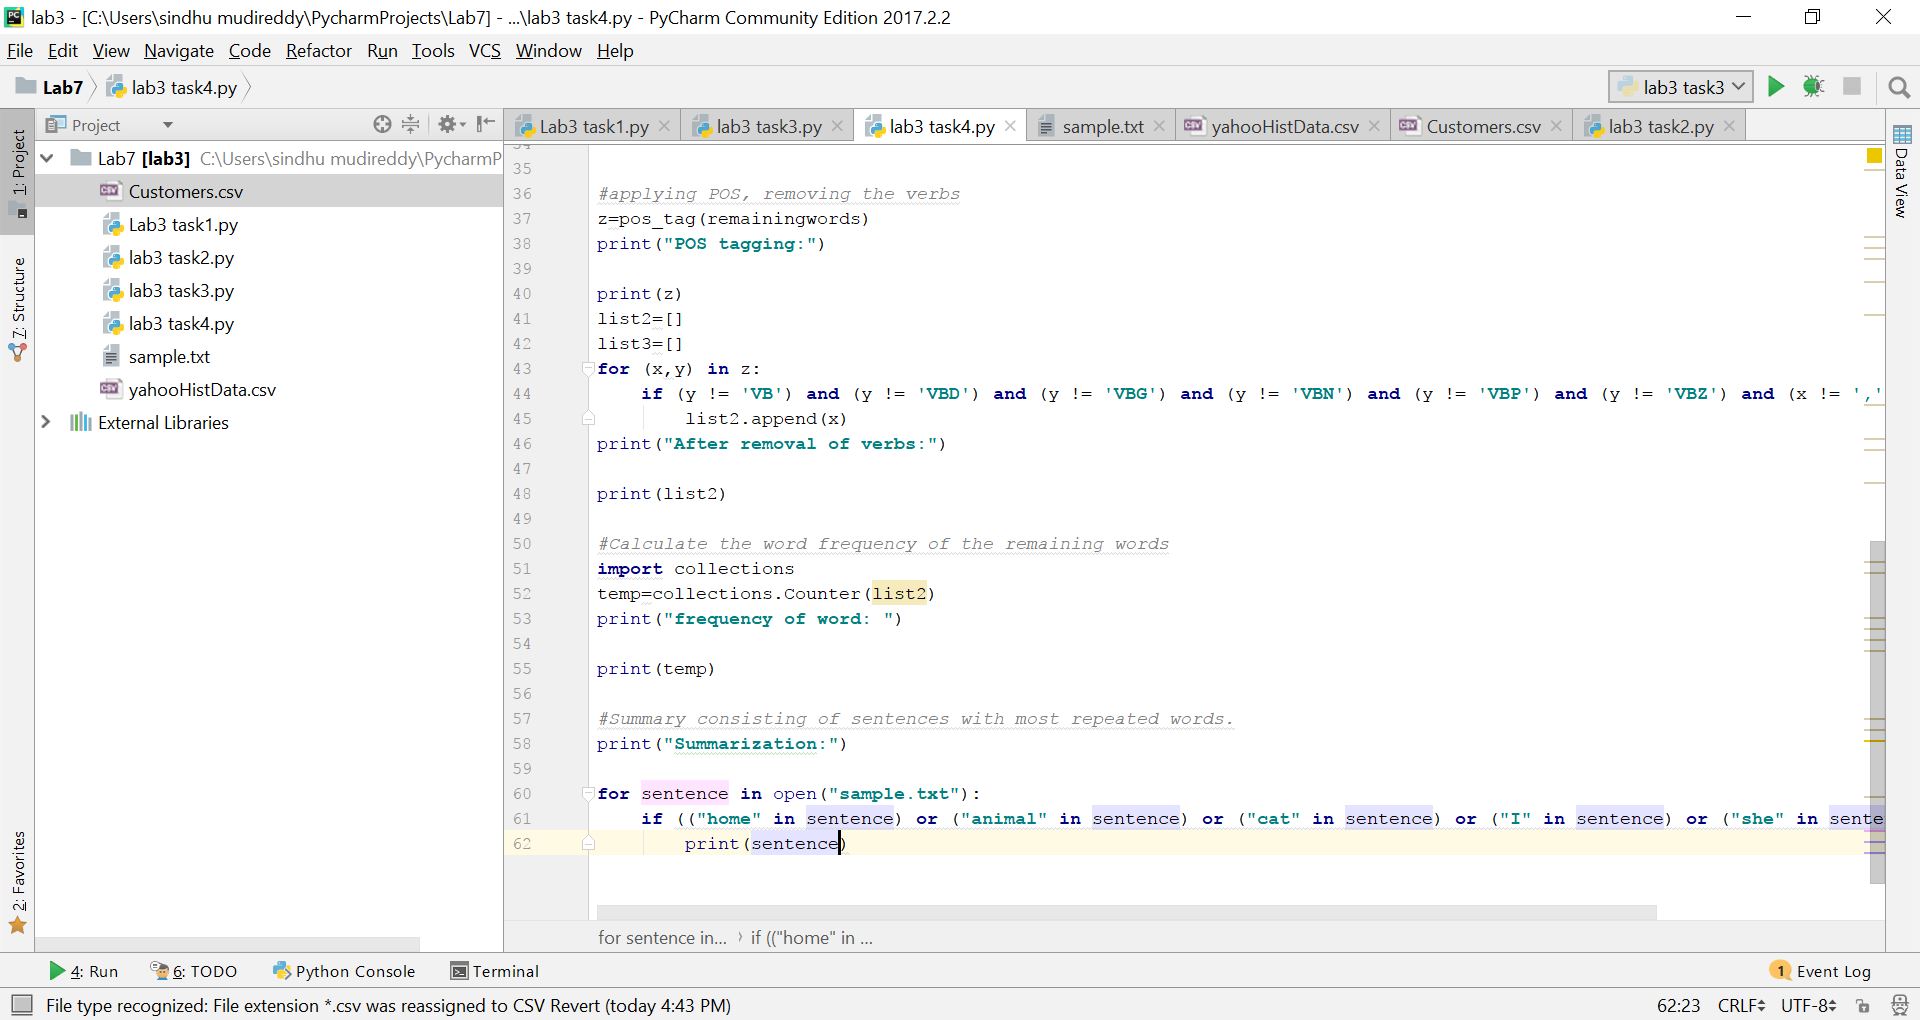 lab3 - [C:\Users\sindhu mudireddy\PycharmProjects\Lab7] - ...\lab3 task4.py - PyCharm Community Edition 2017.2.2
File Edit View Navigate Code Refactor Run Tools VCS Window Help
Lab7 lab3 task4.py lab3 task3
Project
Lab3 task1.py lab3 task3.py lab3 task4.py sample.txt yahooHistData.csv Customers.csv lab3 task2.py
1: Project
7: Structure
2: Favorites
Data View
Lab7 [lab3] C:\Users\sindhu mudireddy\PycharmP
Customers.csv
Lab3 task1.py
lab3 task2.py
lab3 task3.py
lab3 task4.py
sample.txt
yahooHistData.csv
External Libraries
34
35
36 #applying POS, removing the verbs
37 z=pos_tag(remainingwords)
38 print("POS tagging:")
39
40 print(z)
41 list2=[]
42 list3=[]
43 for (x,y) in z:
44 if (y != 'VB') and (y != 'VBD') and (y != 'VBG') and (y != 'VBN') and (y != 'VBP') and (y != 'VBZ') and (x != ','
45 list2.append(x)
46 print("After removal of verbs:")
47
48 print(list2)
49
50 #Calculate the word frequency of the remaining words
51 import collections
52 temp=collections.Counter(list2)
53 print("frequency of word: ")
54
55 print(temp)
56
57 #Summary consisting of sentences with most repeated words.
58 print("Summarization:")
59
60 for sentence in open("sample.txt"):
61 if (("home" in sentence) or ("animal" in sentence) or ("cat" in sentence) or ("I" in sentence) or ("she" in sente
62 print(sentence)
for sentence in... › if (("home" in ...
4: Run 6: TODO Python Console Terminal 1 Event Log
File type recognized: File extension *.csv was reassigned to CSV Revert (today 4:43 PM) 62:23 CRLF UTF-8